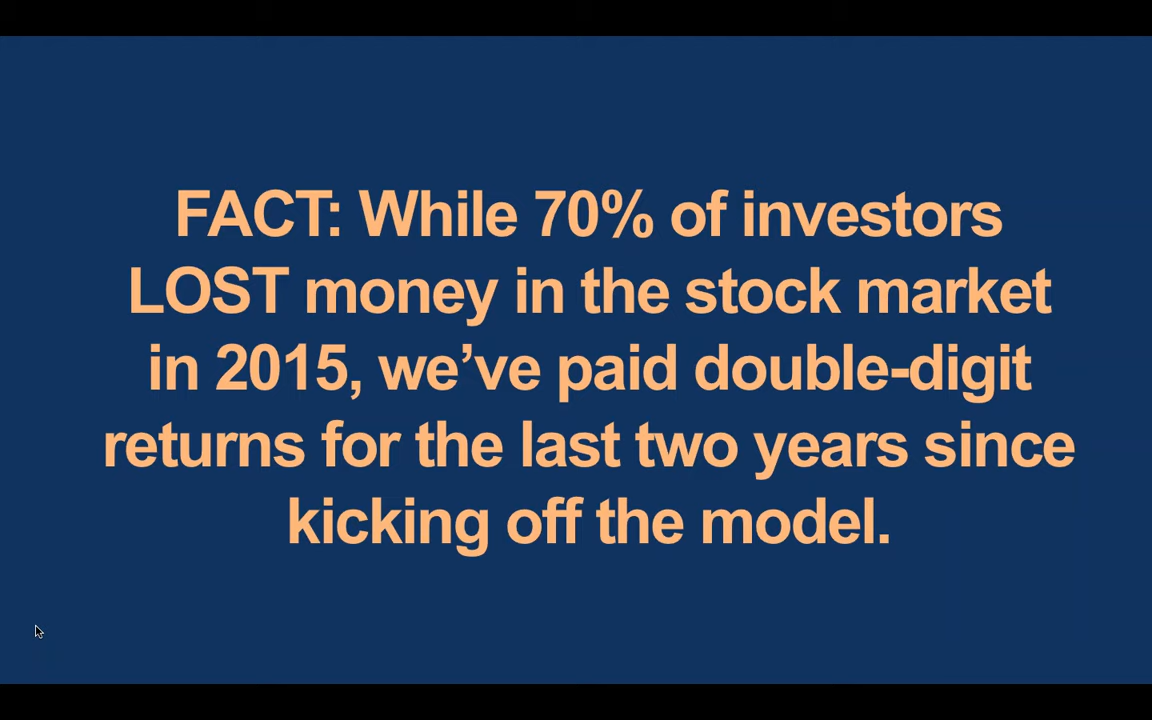 FACT: While 70% of investors
LOST money in the stock market
in 2015, we’ve paid double-digit
returns for the last two years since
kicking off the model.